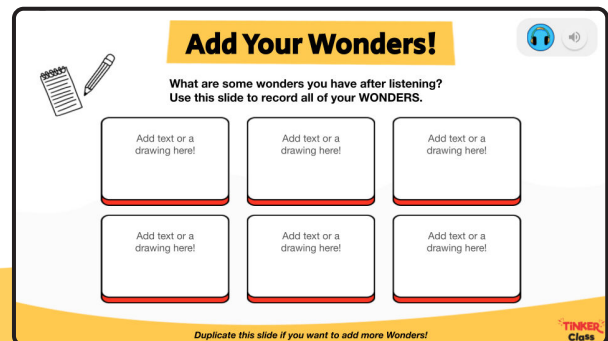 Add Your Wonders!
What are some wonders you have after listening?
Use this slide to record all of your WONDERS.
Add text or a
drawing here!
Add text or a
drawing here!
Add text or a
drawing here!
Add text or a
drawing here!
Add text or a
drawing here!
Add text or a
drawing here!
Duplicate this slide if you want to add more Wonders!
TiNKER
Class